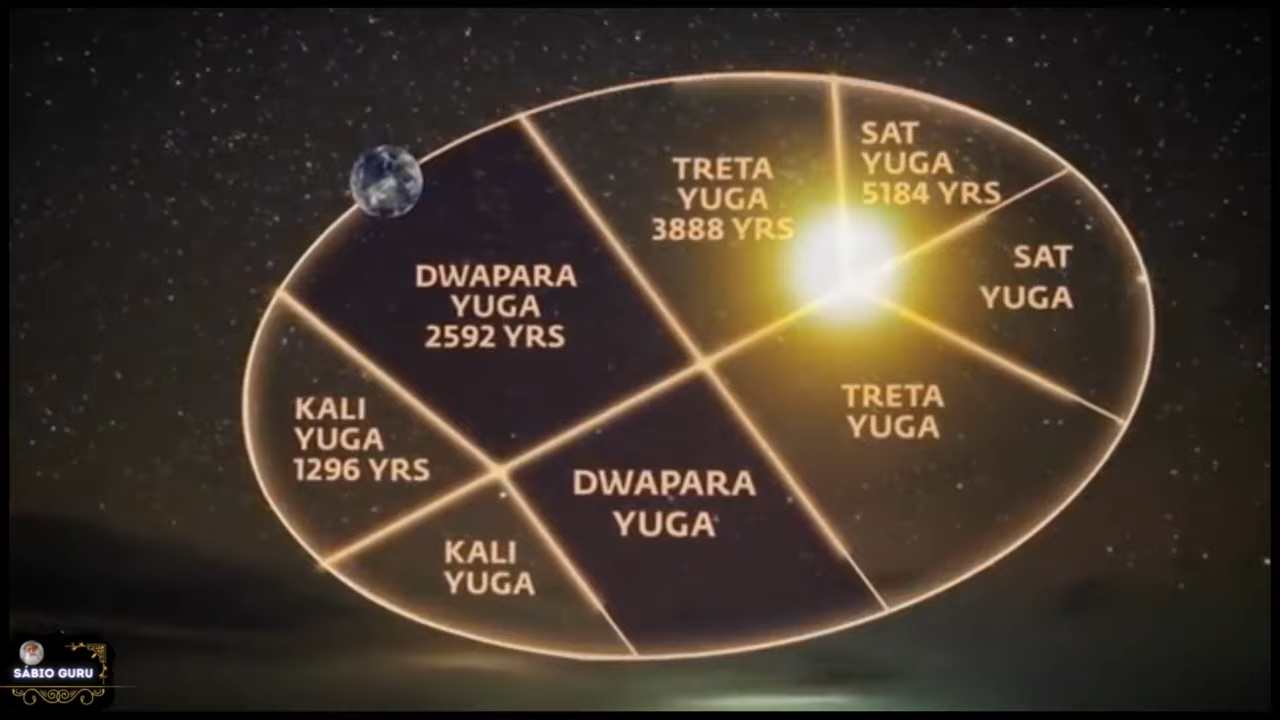 SAT
YUGA
5184 YRS
TRETA
YUGA
3888 YRS
SAT
YUGA
DWAPARA
YUGA
2592 YRS
TRETA
YUGA
KALI
YUGA
1296 YRS
DWAPARA
YUGA
KALI
YUGA
SÁBIO GURU